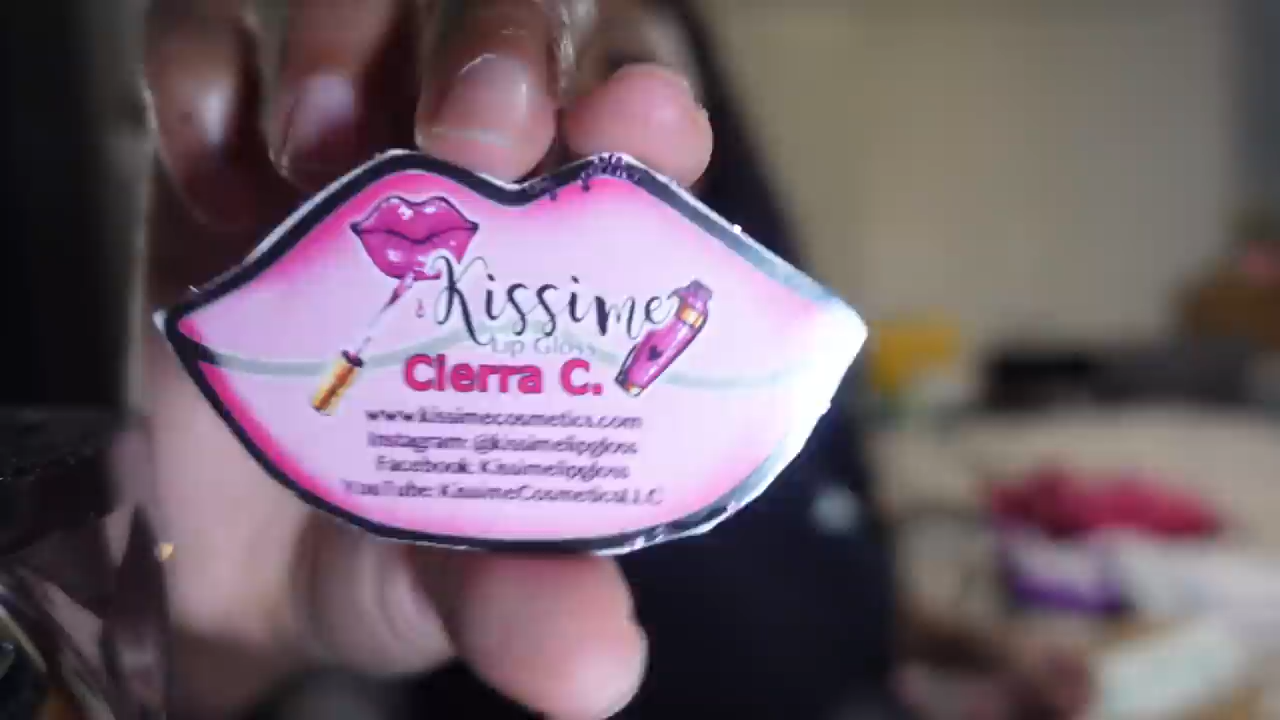 Kissime
Lip Gloss
Cierra C.
www.kissimecosmetics.com
Instagram: @kissimelipgloss
Facebook: Kissimelipgloss
YouTube: KissimeCosmeticsLLC